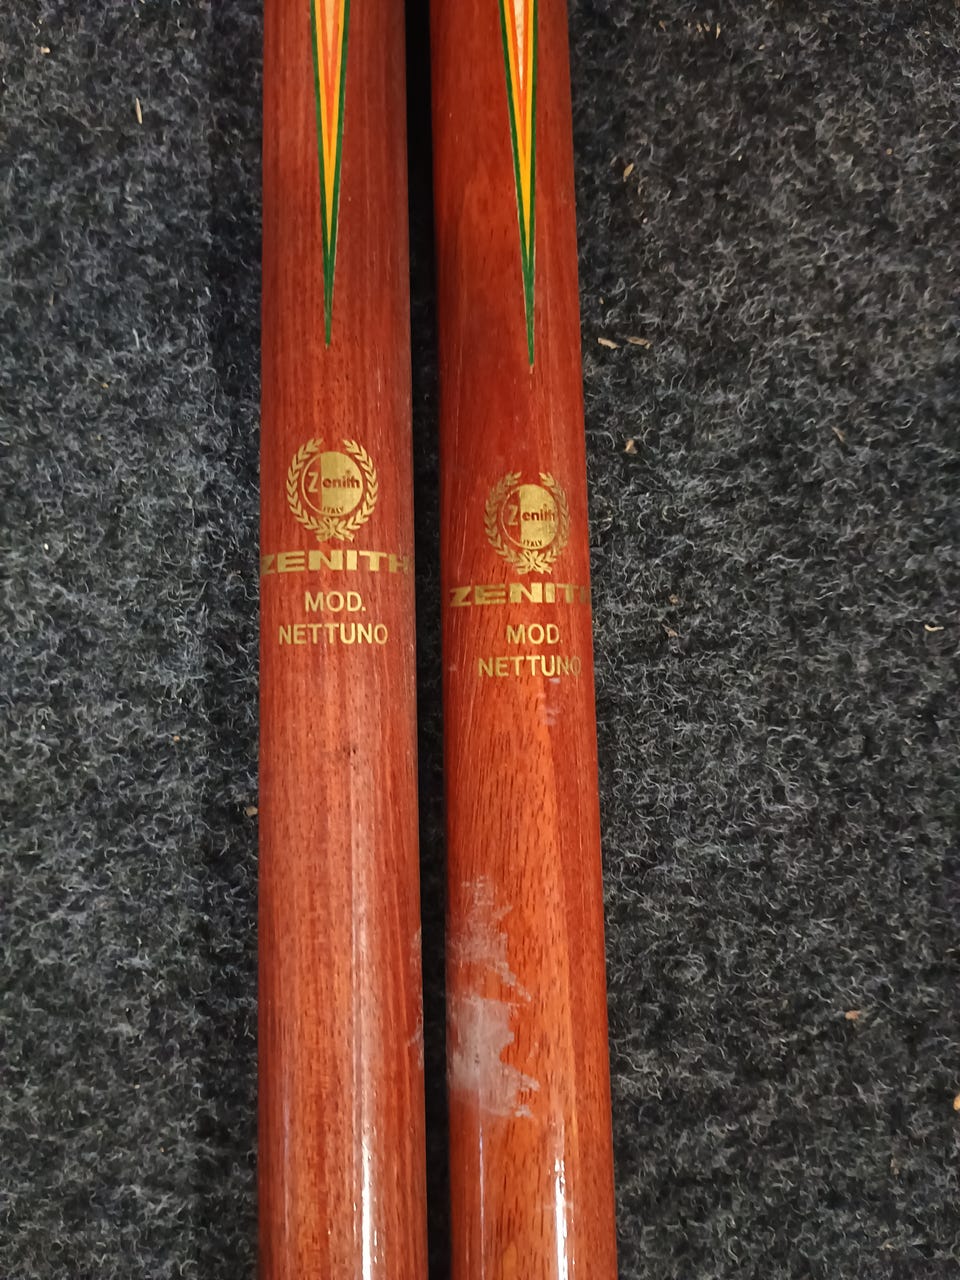 Zenith
ITALY
ZENITH
MOD.
NETTUNO
Zenith
ITALY
ZENITH
MOD.
NETTUNO